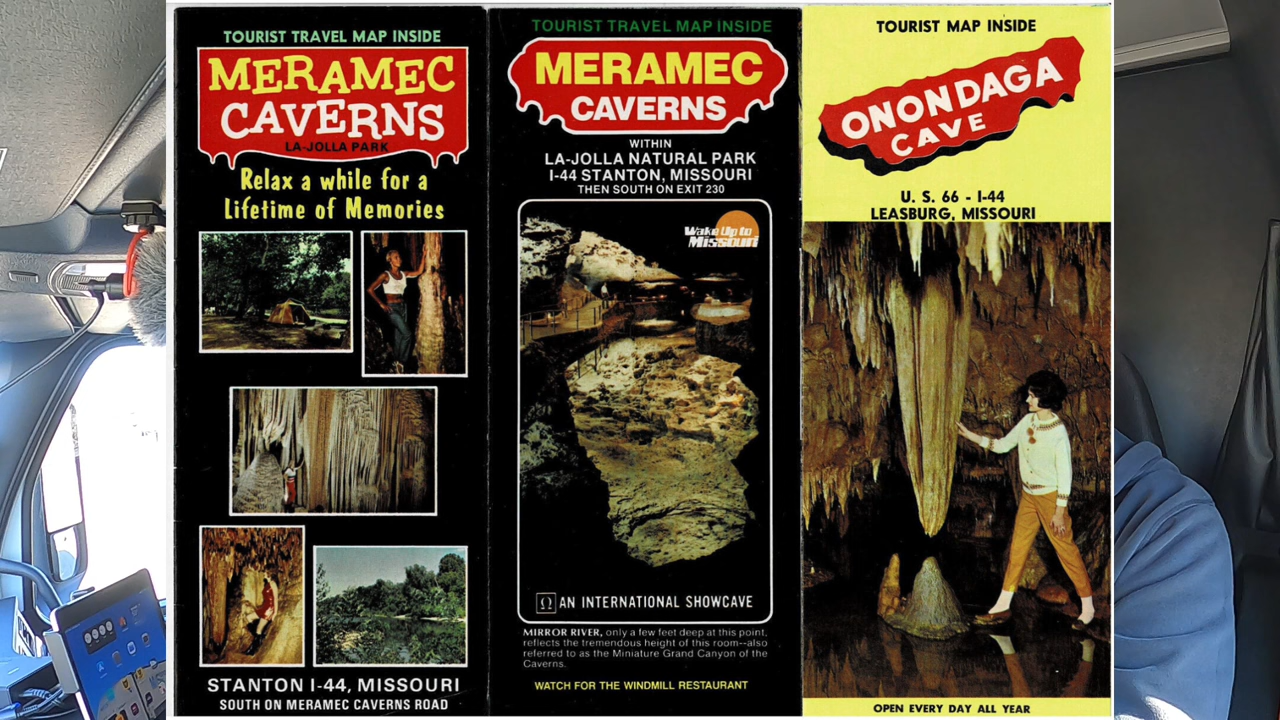 TOURIST TRAVEL MAP INSIDE
MERAMEC
CAVERNS
LA-JOLLA PARK
Relax a while for a
Lifetime of Memories
STANTON I-44, MISSOURI
SOUTH ON MERAMEC CAVERNS ROAD
TOURIST TRAVEL MAP INSIDE
MERAMEC
CAVERNS
WITHIN
LA-JOLLA NATURAL PARK
I-44 STANTON, MISSOURI
THEN SOUTH ON EXIT 230
Wake Up to
Missouri
Ω AN INTERNATIONAL SHOWCAVE
MIRROR RIVER, only a few feet deep at this point,
reflects the tremendous height of this room--also
referred to as the Miniature Grand Canyon of the
Caverns.
WATCH FOR THE WINDMILL RESTAURANT
TOURIST MAP INSIDE
ONONDAGA
CAVE
U. S. 66 - I-44
LEASBURG, MISSOURI
OPEN EVERY DAY ALL YEAR